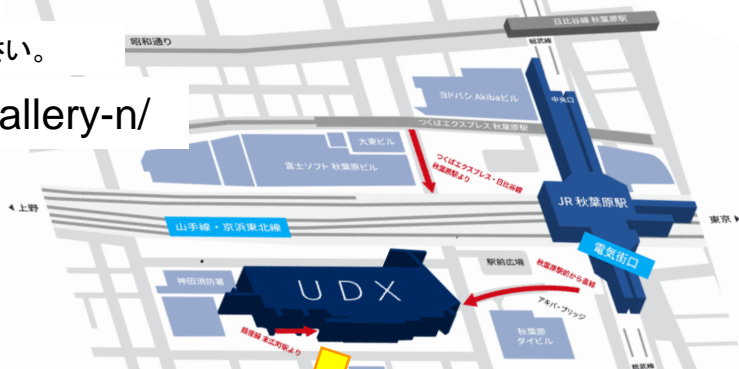 さい。
allery-n/
昭和通り
日比谷線 秋葉原駅
総武線
ヨドバシ Akibaビル
中央口
つくばエクスプレス 秋葉原駅
大東ビル
富士ソフト 秋葉原ビル
つくばエクスプレス・日比谷線
秋葉原駅より
JR 秋葉原駅
上野
東京
山手線・京浜東北線
電気街口
駅前広場
秋葉原駅前から直結
神田消防署
UDX
アキバ・ブリッジ
銀座線 末広町駅より
秋葉原
ダイビル
総武線